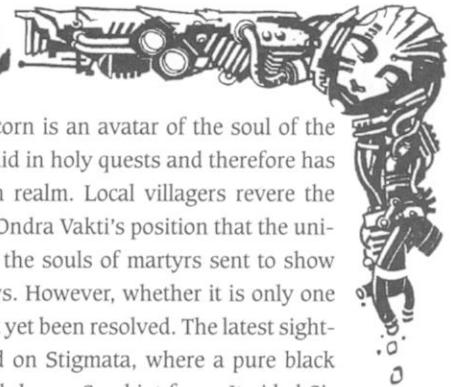 corn is an avatar of the soul of the
id in holy quests and therefore has
realm. Local villagers revere the
Ondra Vakti's position that the uni-
the souls of martyrs sent to show
s. However, whether it is only one
yet been resolved. The latest sight-
on Stigmata, where a pure black